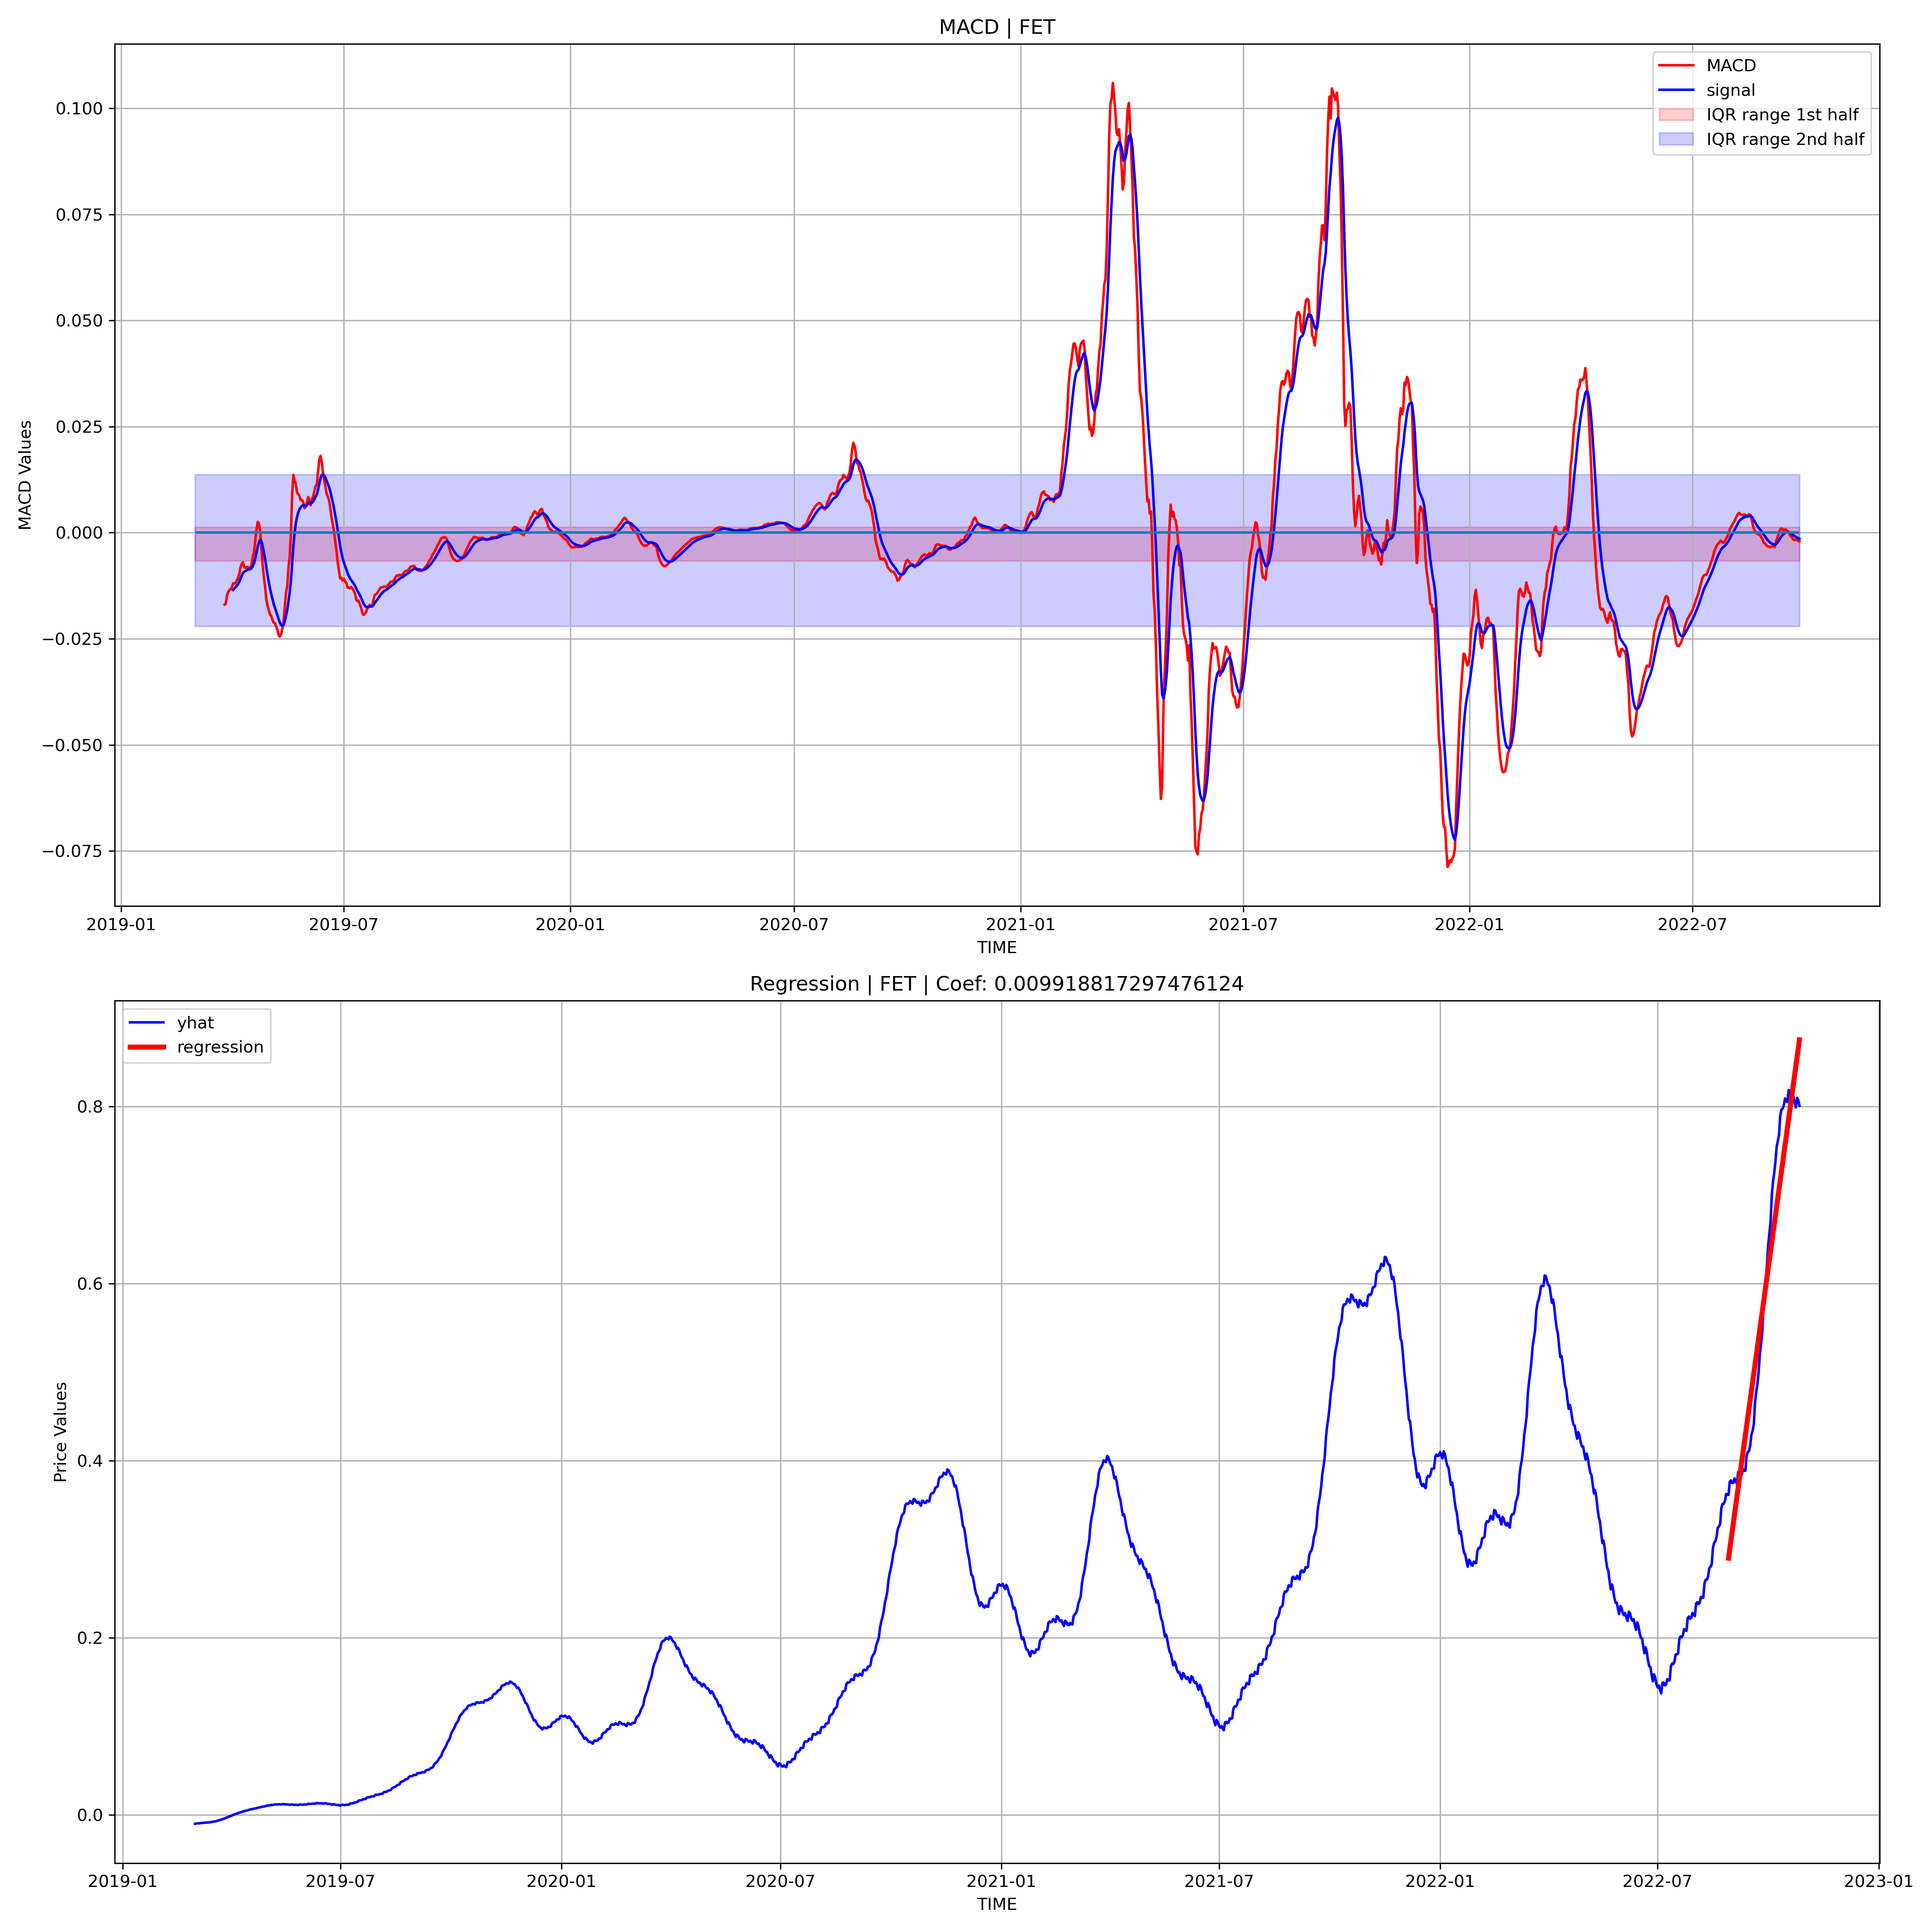 MACD | FET
MACD
signal
IQR range 1st half
IQR range 2nd half
0.100
0.075
0.050
0.025
0.000
−0.025
−0.050
−0.075
MACD Values
2019-01 2019-07 2020-01 2020-07 2021-01 2021-07 2022-01 2022-07
TIME
Regression | FET | Coef: 0.009918817297476124
yhat
regression
0.8
0.6
0.4
0.2
0.0
Price Values
2019-01 2019-07 2020-01 2020-07 2021-01 2021-07 2022-01 2022-07 2023-01
TIME